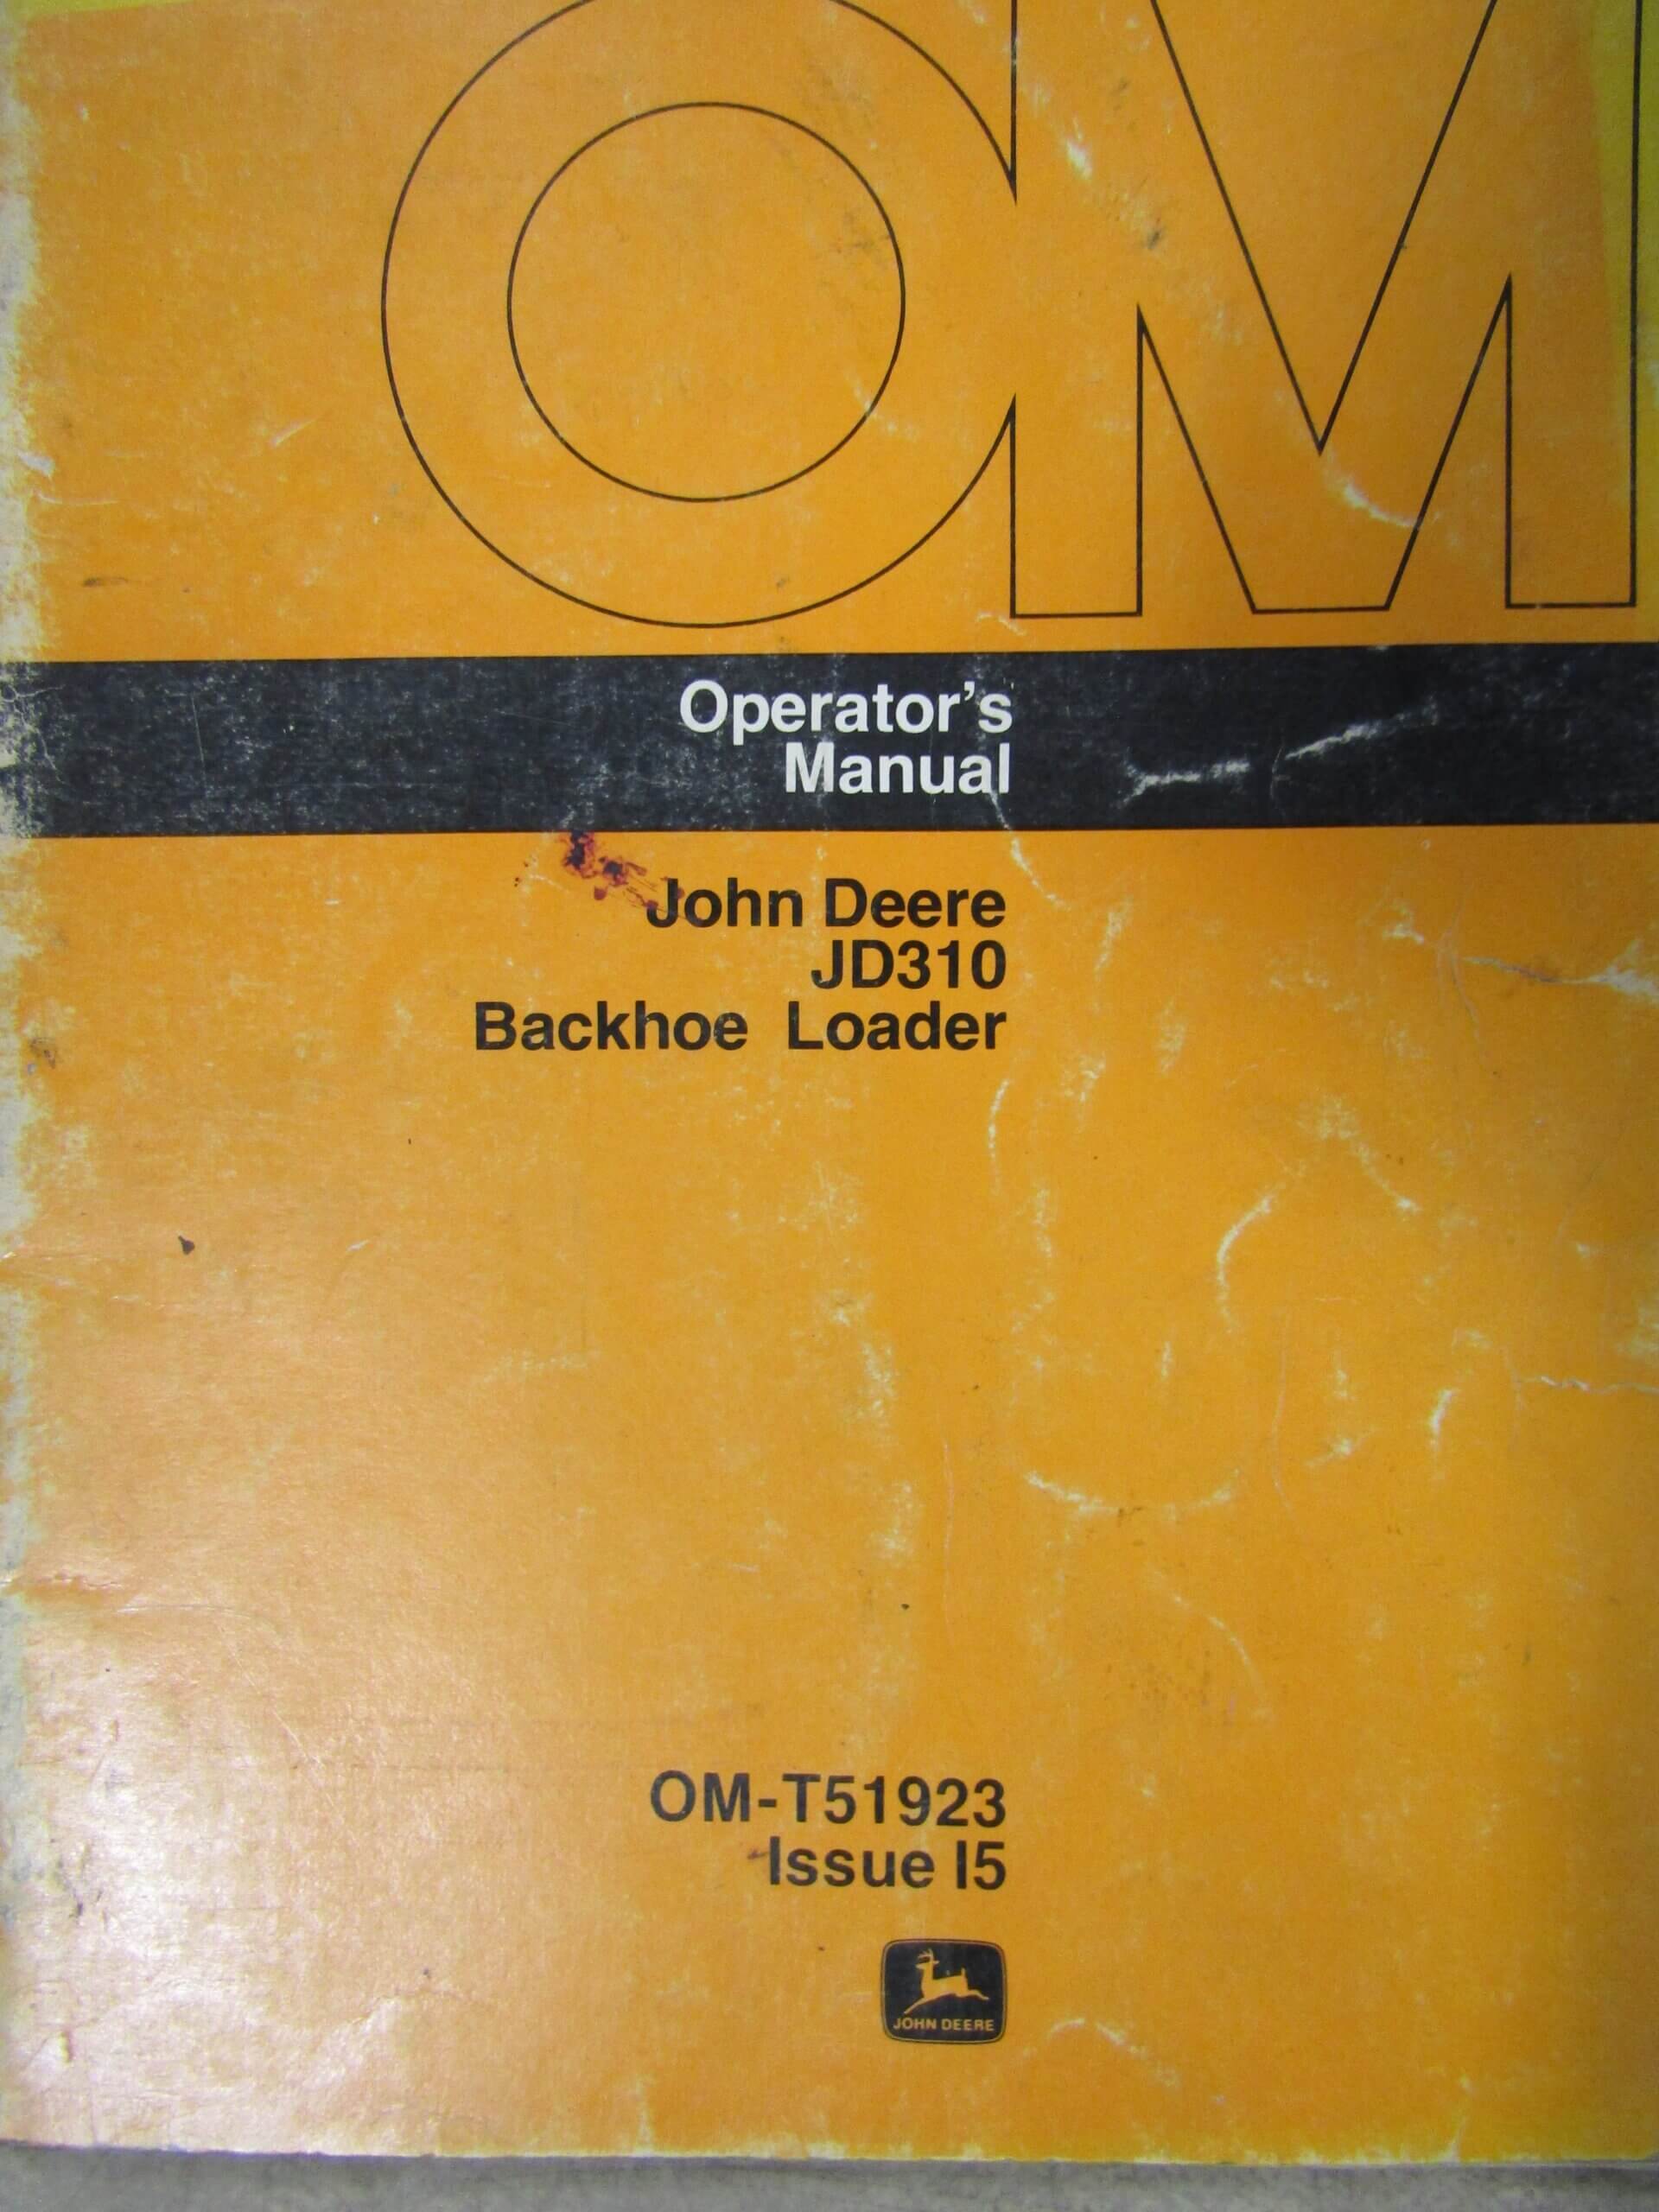 OM
Operator's
Manual
John Deere
JD310
Backhoe Loader
OM-T51923
Issue I5
JOHN DEERE